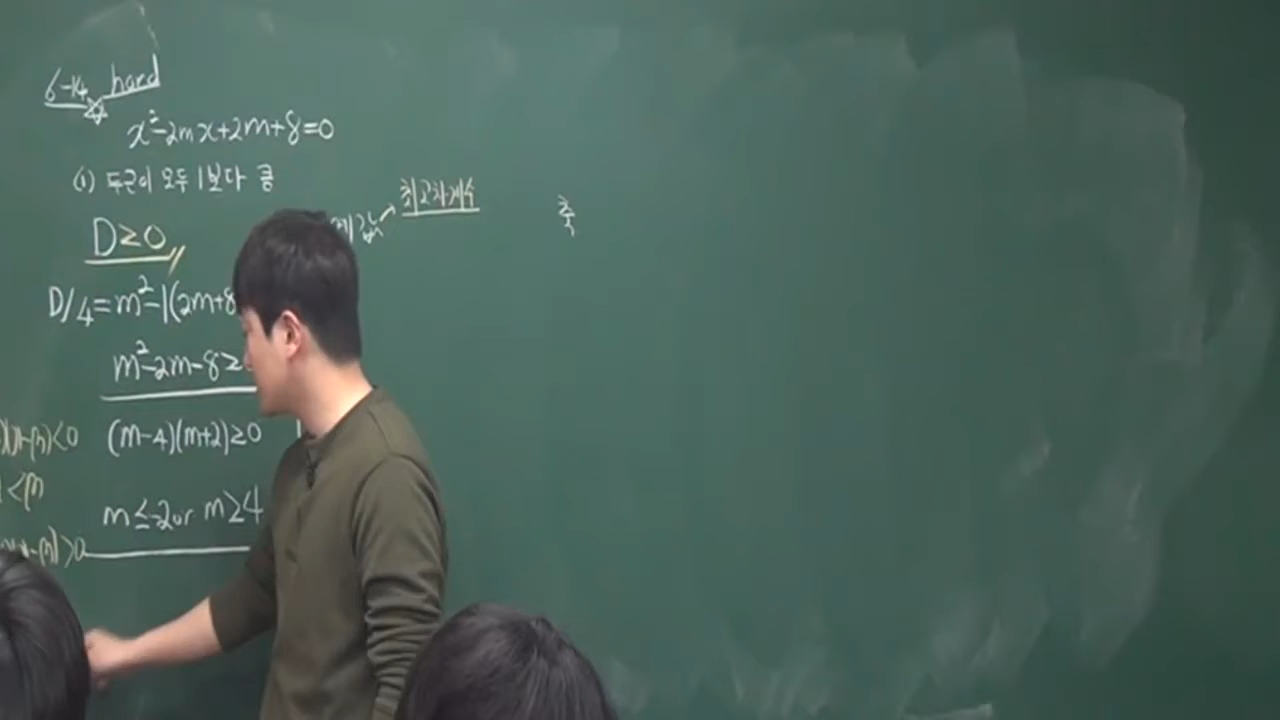 6-14 hard
x²-2mx+2m+8=0
(1) 두근이 모두 1보다 큼
D≥0
최고차계수
축
D/4=m²-1(2m+8
m²-2m-8≥
(m-4)(m+2)≥0
m≤-2 or m≥4